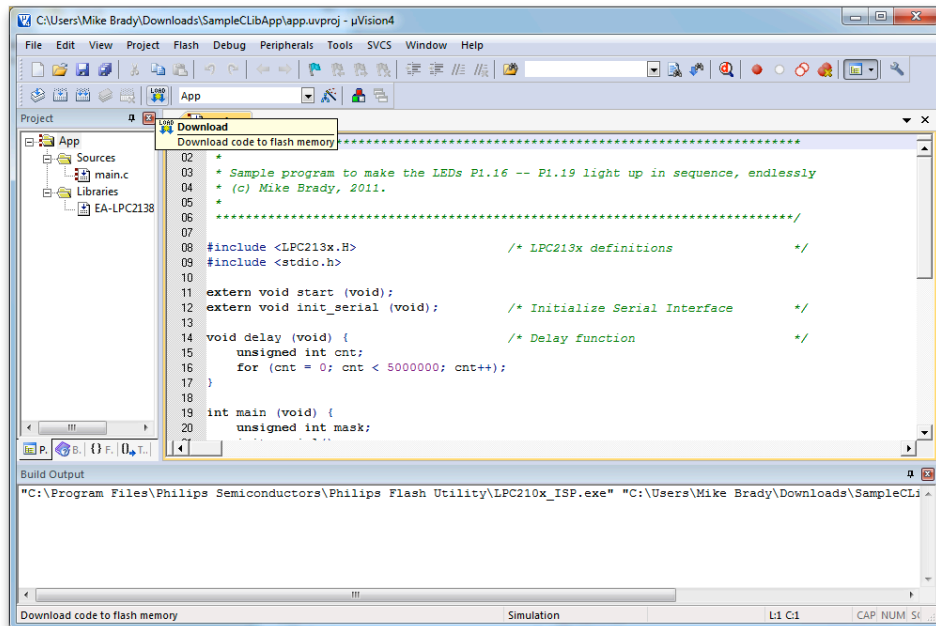 C:\Users\Mike Brady\Downloads\SampleCLibApp\app.uvproj - µVision4
File Edit View Project Flash Debug Peripherals Tools SVCS Window Help
LOAD App
Project
LOAD Download
Download code to flash memory
App
Sources
main.c
Libraries
EA-LPC2138
02 *
03 * Sample program to make the LEDs P1.16 -- P1.19 light up in sequence, endlessly
04 * (c) Mike Brady, 2011.
05 *
06 ******************************************************************************/
07
08 #include <LPC213x.H> /* LPC213x definitions */
09 #include <stdio.h>
10
11 extern void start (void);
12 extern void init_serial (void); /* Initialize Serial Interface */
13
14 void delay (void) { /* Delay function */
15 unsigned int cnt;
16 for (cnt = 0; cnt < 5000000; cnt++);
17 }
18
19 int main (void) {
20 unsigned int mask;
P. B. {} F. 0 T..
Build Output
"C:\Program Files\Philips Semiconductors\Philips Flash Utility\LPC210x_ISP.exe" "C:\Users\Mike Brady\Downloads\SampleCLi
Download code to flash memory Simulation L:1 C:1 CAP NUM